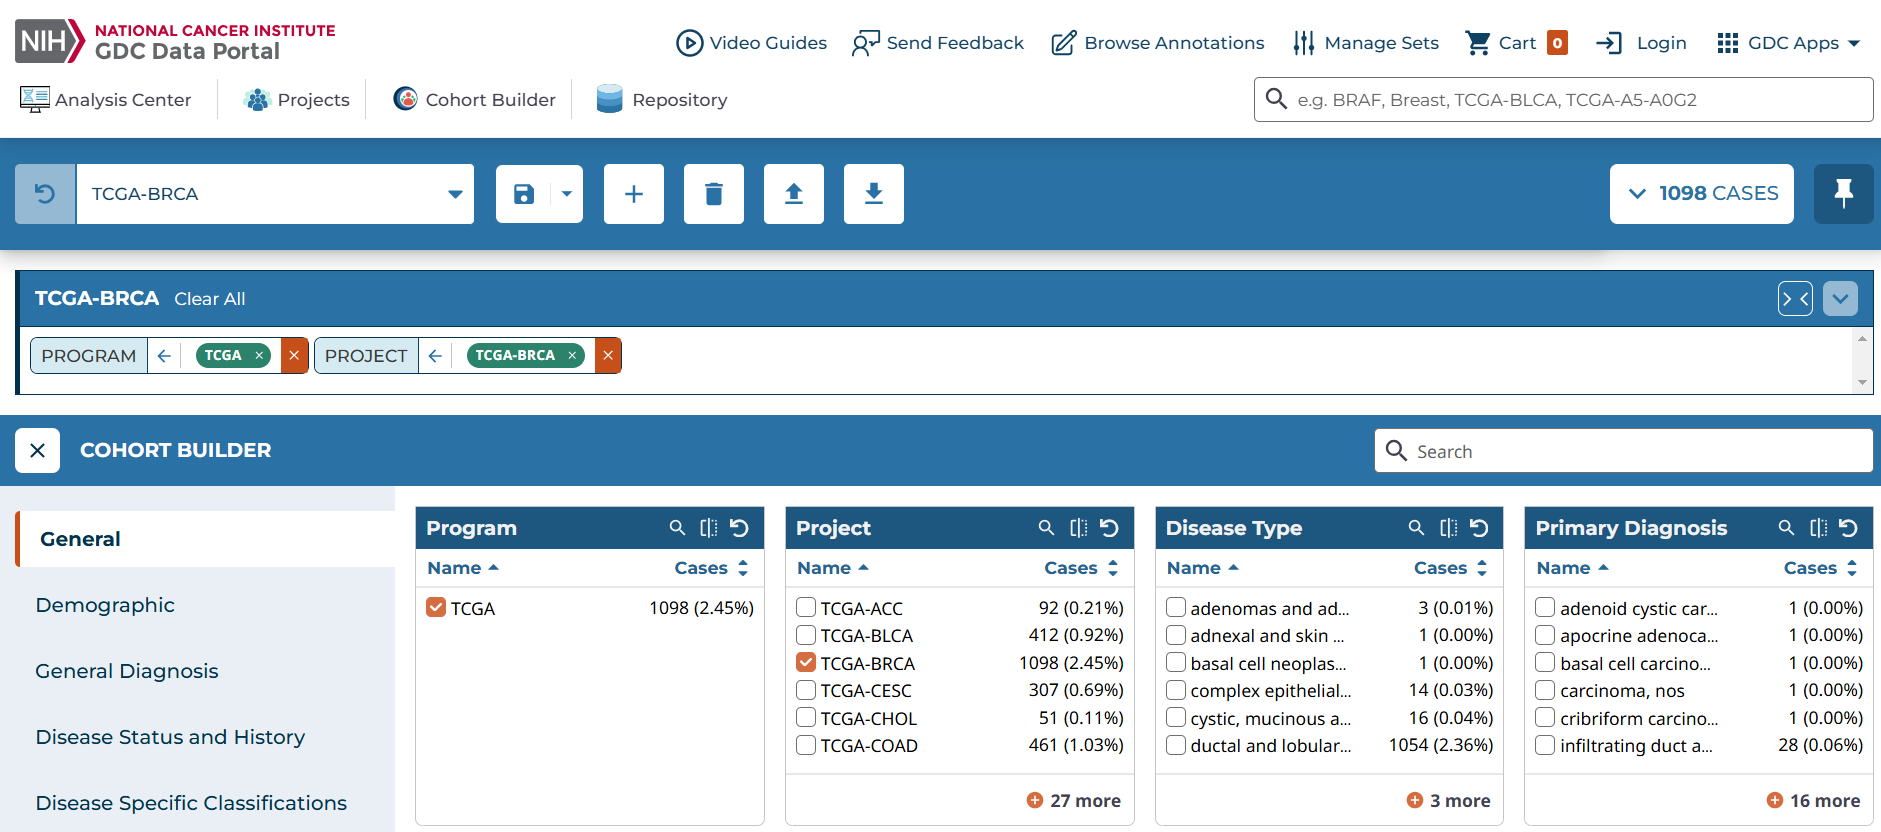 NIH NATIONAL CANCER INSTITUTE
GDC Data Portal
Video Guides Send Feedback Browse Annotations Manage Sets Cart 0 Login GDC Apps
Analysis Center Projects Cohort Builder Repository e.g. BRAF, Breast, TCGA-BLCA, TCGA-A5-A0G2
TCGA-BRCA 1098 CASES
TCGA-BRCA Clear All
PROGRAM TCGA PROJECT TCGA-BRCA
COHORT BUILDER Search
General
Demographic
General Diagnosis
Disease Status and History
Disease Specific Classifications
Program
Name Cases
TCGA 1098 (2.45%)
Project
Name Cases
TCGA-ACC 92 (0.21%)
TCGA-BLCA 412 (0.92%)
TCGA-BRCA 1098 (2.45%)
TCGA-CESC 307 (0.69%)
TCGA-CHOL 51 (0.11%)
TCGA-COAD 461 (1.03%)
27 more
Disease Type
Name Cases
adenomas and ad... 3 (0.01%)
adnexal and skin ... 1 (0.00%)
basal cell neoplas... 1 (0.00%)
complex epithelial... 14 (0.03%)
cystic, mucinous a... 16 (0.04%)
ductal and lobular... 1054 (2.36%)
3 more
Primary Diagnosis
Name Cases
adenoid cystic car... 1 (0.00%)
apocrine adenoca... 1 (0.00%)
basal cell carcino... 1 (0.00%)
carcinoma, nos 1 (0.00%)
cribriform carcino... 1 (0.00%)
infiltrating duct a... 28 (0.06%)
16 more